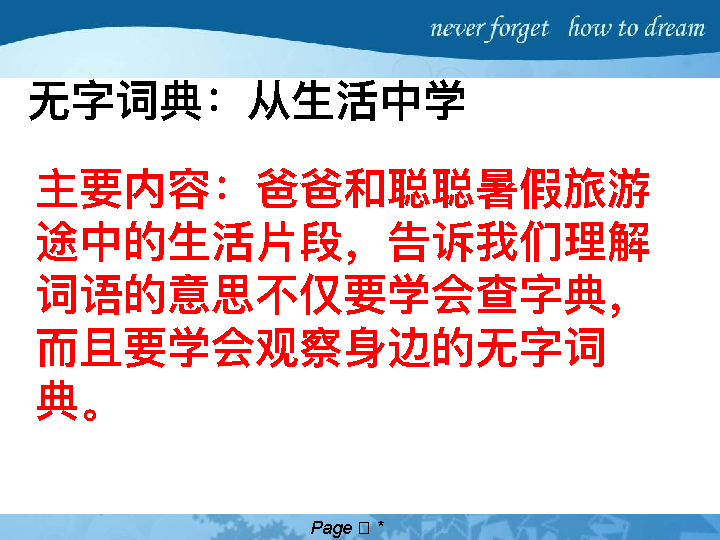 never forget how to dream
无字词典：从生活中学
主要内容：爸爸和聪聪暑假旅游
途中的生活片段，告诉我们理解
词语的意思不仅要学会查字典，
而且要学会观察身边的无字词
典。
Page □ *